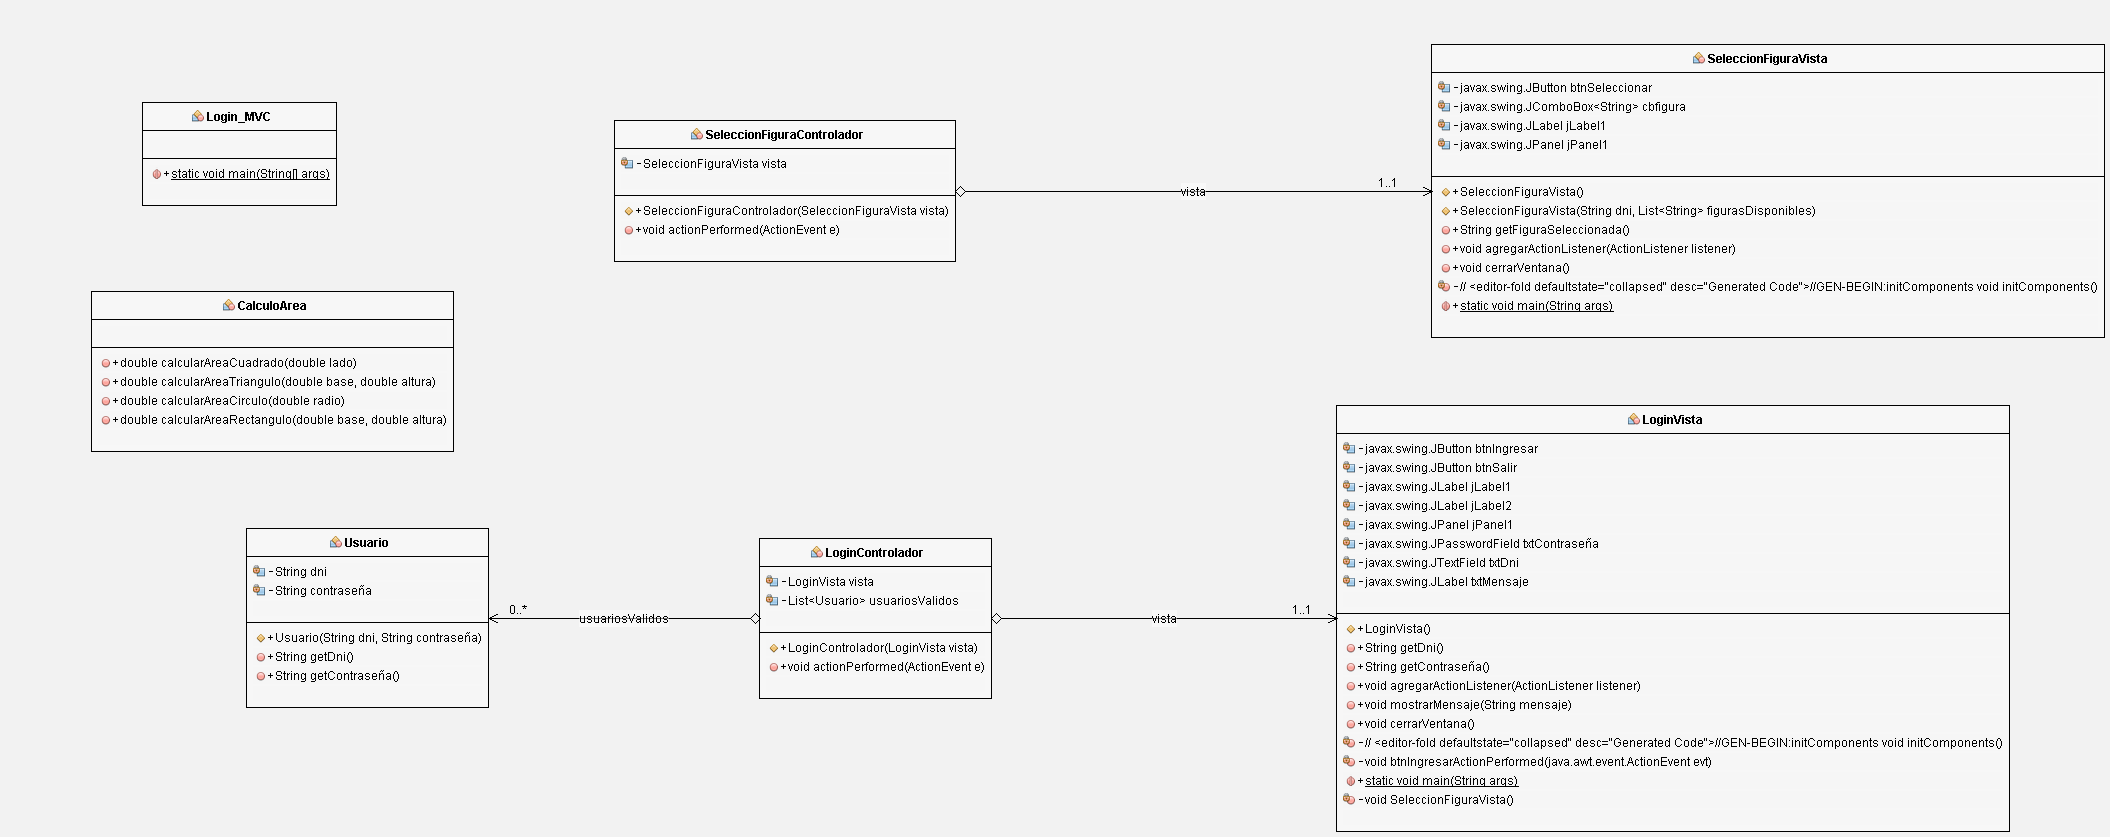 Login_MVC
+static void main(String[] args)
SeleccionFiguraControlador
-SeleccionFiguraVista vista
+SeleccionFiguraControlador(SeleccionFiguraVista vista)
+void actionPerformed(ActionEvent e)
vista
1..1
SeleccionFiguraVista
-javax.swing.JButton btnSeleccionar
-javax.swing.JComboBox<String> cbfigura
-javax.swing.JLabel jLabel1
-javax.swing.JPanel jPanel1
+SeleccionFiguraVista()
+SeleccionFiguraVista(String dni, List<String> figurasDisponibles)
+String getFiguraSeleccionada()
+void agregarActionListener(ActionListener listener)
+void cerrarVentana()
-// <editor-fold defaultstate="collapsed" desc="Generated Code">//GEN-BEGIN:initComponents void initComponents()
+static void main(String args)
CalculoArea
+double calcularAreaCuadrado(double lado)
+double calcularAreaTriangulo(double base, double altura)
+double calcularAreaCirculo(double radio)
+double calcularAreaRectangulo(double base, double altura)
Usuario
-String dni
-String contraseña
+Usuario(String dni, String contraseña)
+String getDni()
+String getContraseña()
0..*
usuariosValidos
LoginControlador
-LoginVista vista
-List<Usuario> usuariosValidos
+LoginControlador(LoginVista vista)
+void actionPerformed(ActionEvent e)
vista
1..1
LoginVista
-javax.swing.JButton btnIngresar
-javax.swing.JButton btnSalir
-javax.swing.JLabel jLabel1
-javax.swing.JLabel jLabel2
-javax.swing.JPanel jPanel1
-javax.swing.JPasswordField txtContraseña
-javax.swing.JTextField txtDni
-javax.swing.JLabel txtMensaje
+LoginVista()
+String getDni()
+String getContraseña()
+void agregarActionListener(ActionListener listener)
+void mostrarMensaje(String mensaje)
+void cerrarVentana()
-// <editor-fold defaultstate="collapsed" desc="Generated Code">//GEN-BEGIN:initComponents void initComponents()
-void btnIngresarActionPerformed(java.awt.event.ActionEvent evt)
+static void main(String args)
-void SeleccionFiguraVista()